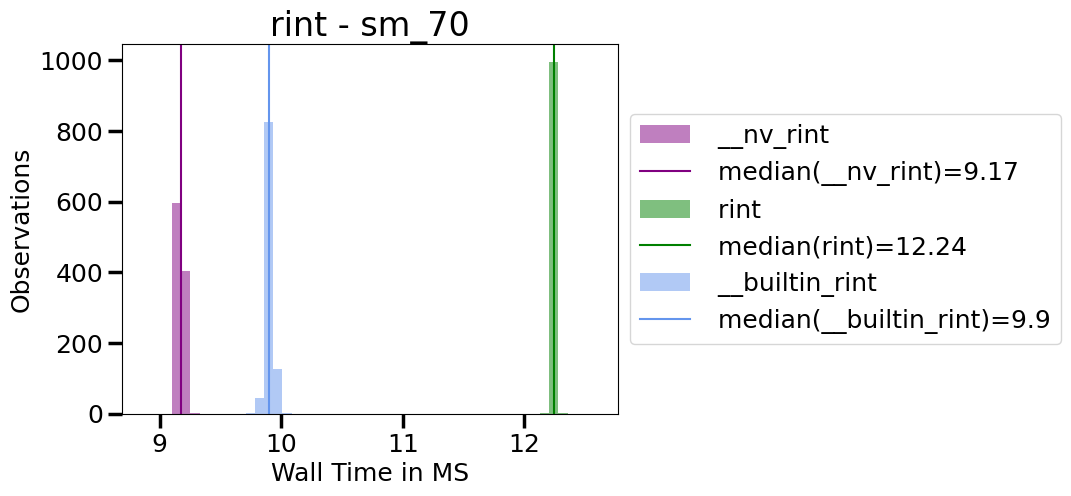 rint - sm_70
Observations
1000
800
600
400
200
0
9
10
11
12
Wall Time in MS
__nv_rint
median(__nv_rint)=9.17
rint
median(rint)=12.24
__builtin_rint
median(__builtin_rint)=9.9